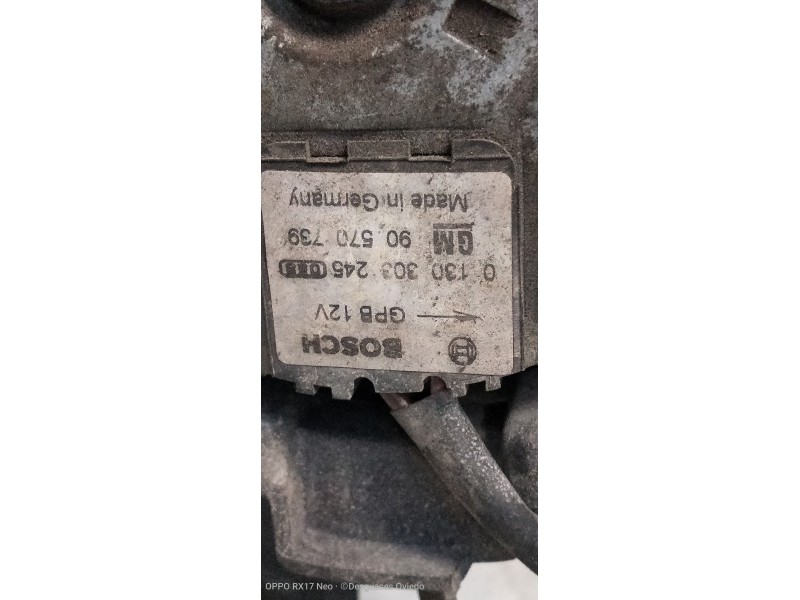 BOSCH
GPB 12V
0 130 303 245
GM 90 570 739
Made in Germany
OPPO RX17 Neo · ©Desguaces Oviedo